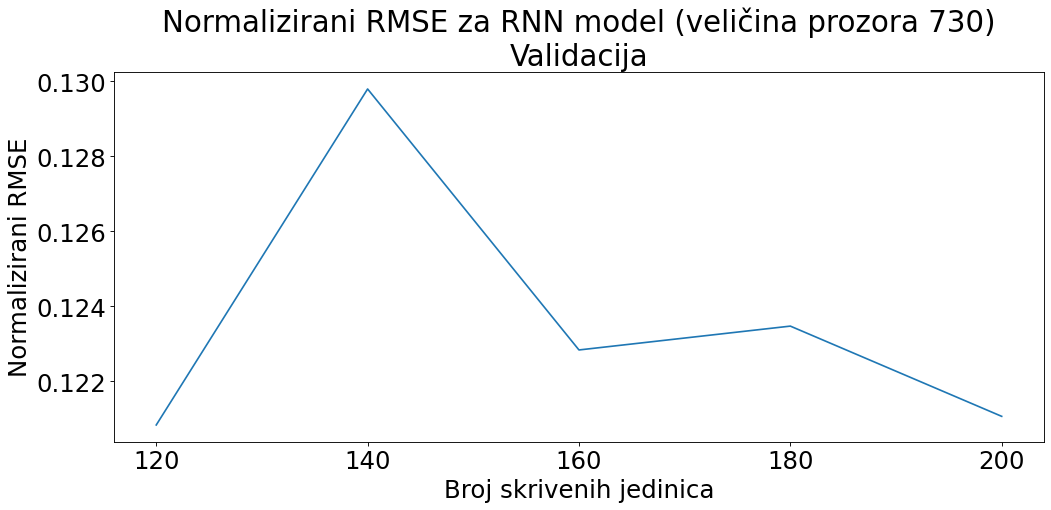 Normalizirani RMSE za RNN model (veličina prozora 730)
Validacija
Normalizirani RMSE
0.130
0.128
0.126
0.124
0.122
120 140 160 180 200
Broj skrivenih jedinica